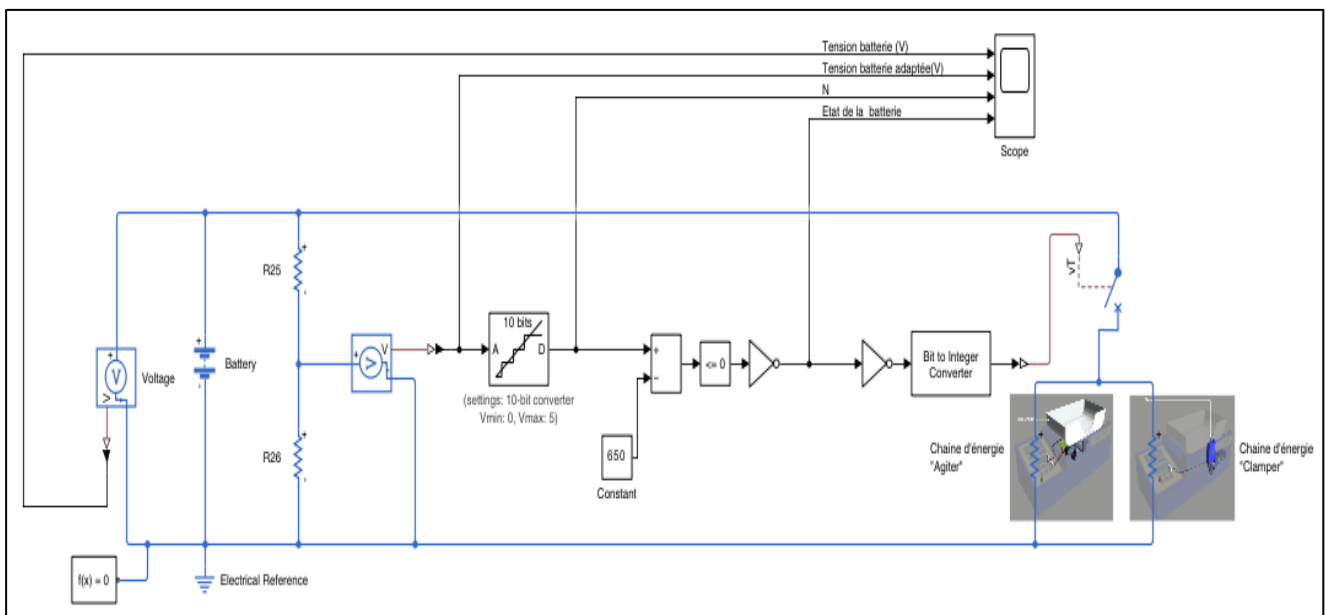 Tension batterie (V)
Tension batterie adaptée(V)
N
Etat de la batterie
Scope
R25
vT
10 bits
A
D
+
V
V
Voltage
V
+
Battery
+
-
(settings: 10-bit converter
Vmin: 0, Vmax: 5)
<= 0
Bit to Integer
Converter
R26
650
Constant
Chaine d'énergie
"Agiter"
Chaine d'énergie
"Clamper"
f(x) = 0
Electrical Reference